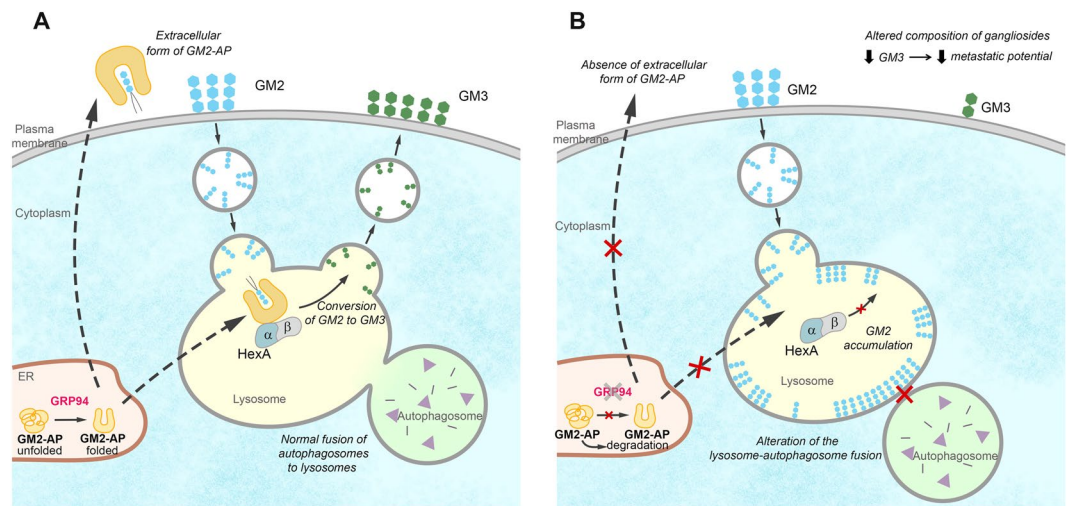 A
Extracellular
form of GM2-AP
GM2
GM3
Plasma
membrane
Cytoplasm
Conversion
of GM2 to GM3
α
β
HexA
Lysosome
ER
GRP94
GM2-AP
unfolded
GM2-AP
folded
Autophagosome
Normal fusion of
autophagosomes
to lysosomes
B
Altered composition of gangliosides
⬇ GM3 → ⬇ metastatic potential
Absence of extracellular
form of GM2-AP
GM2
GM3
Plasma
membrane
Cytoplasm
α
β
HexA
GM2
accumulation
Lysosome
GRP94
GM2-AP
GM2-AP
degradation
Autophagosome
Alteration of the
lysosome-autophagosome fusion